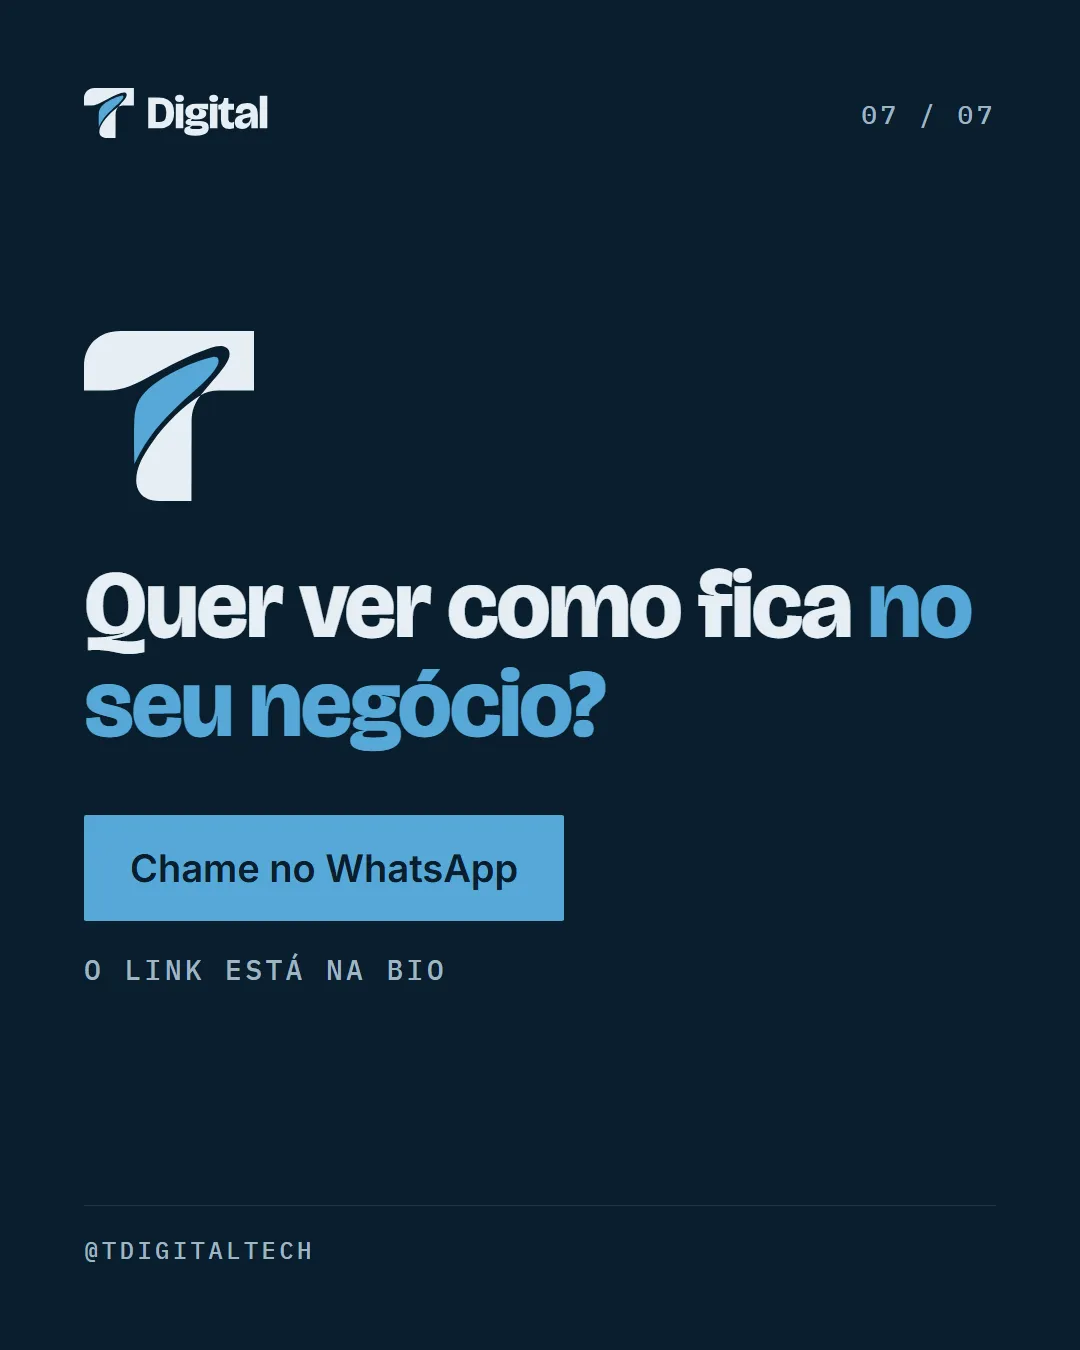 Digital
07 / 07
Quer ver como fica no
seu negócio?
Chame no WhatsApp
O LINK ESTÁ NA BIO
@TDIGITALTECH